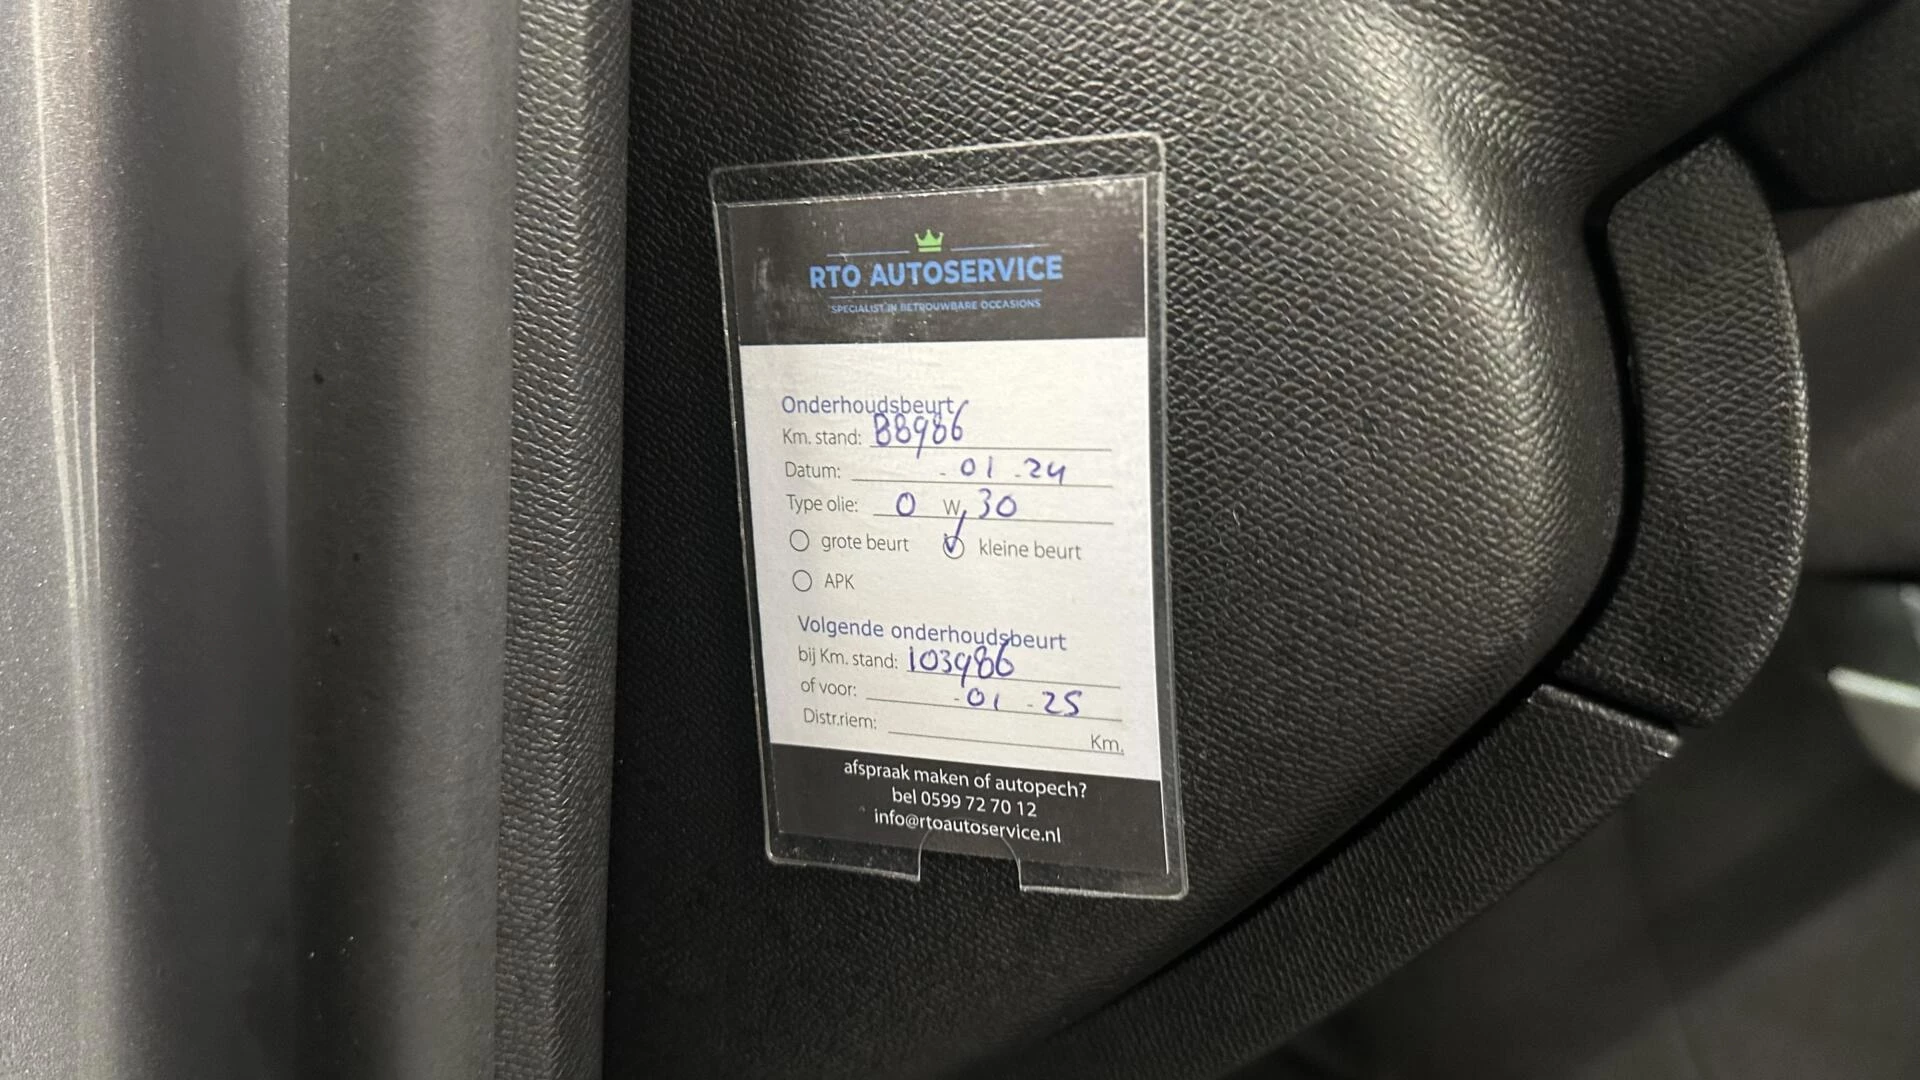 RTO AUTOSERVICE
SPECIALIST IN BETROUWBARE OCCASIONS
Onderhoudsbeurt
Km. stand: 88986
Datum: - 01 - 24
Type olie: 0 W, 30
grote beurt kleine beurt
APK
Volgende onderhoudsbeurt
bij Km. stand: 103986
of voor: - 01 - 25
Distr.riem: Km.
afspraak maken of autopech?
bel 0599 72 70 12
info@rtoautoservice.nl